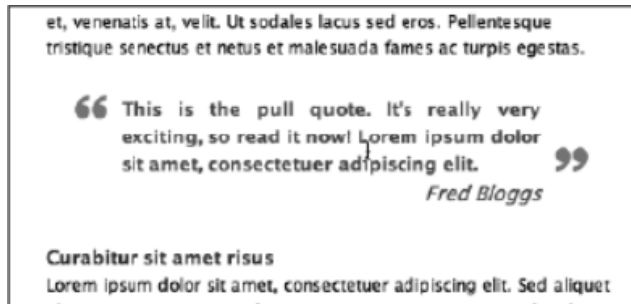 et, venenatis at, velit. Ut sodales lacus sed eros. Pellentesque
tristique senectus et netus et malesuada fames ac turpis egestas.
“ This is the pull quote. It's really very
exciting, so read it now! Lorem ipsum dolor
sit amet, consectetuer adipiscing elit. ”
Fred Bloggs
Curabitur sit amet risus
Lorem ipsum dolor sit amet, consectetuer adipiscing elit. Sed aliquet